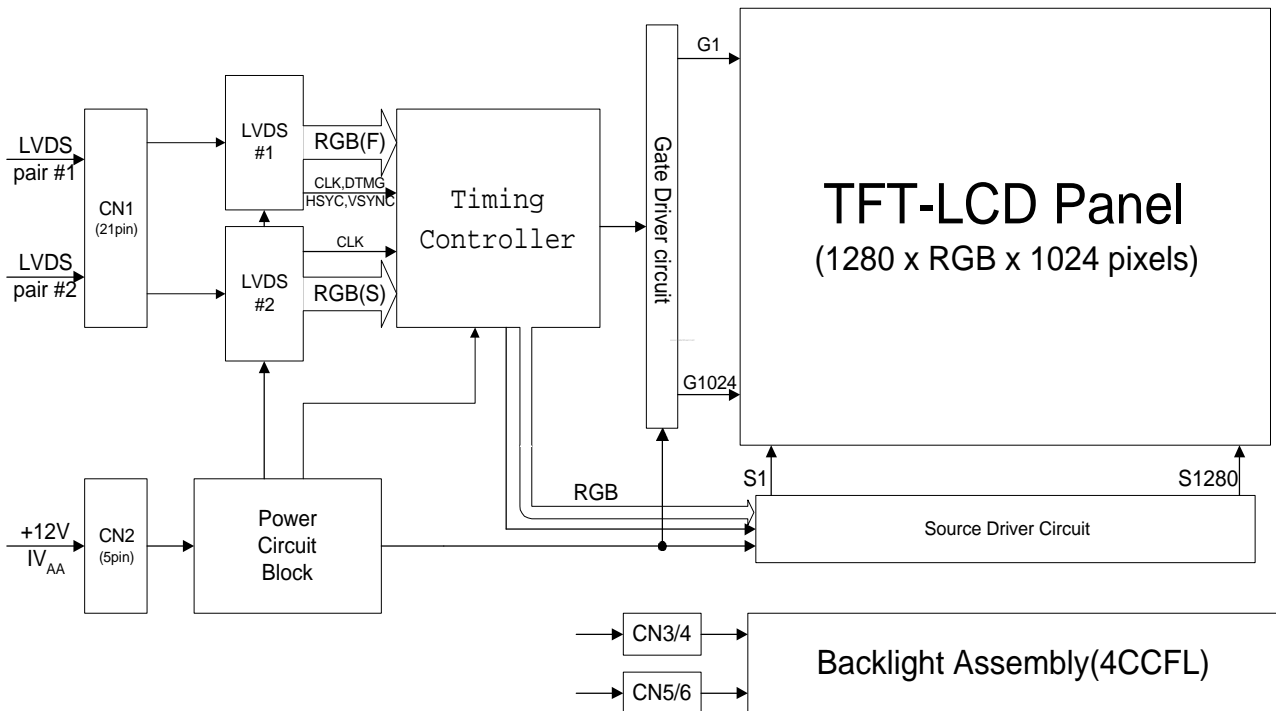 LVDS
pair #1
LVDS
pair #2
CN1
(21pin)
LVDS
#1
LVDS
#2
RGB(F)
CLK,DTMG
HSYC,VSYNC
CLK
RGB(S)
Timing
Controller
Gate Driver circuit
G1
G1024
TFT-LCD Panel
(1280 x RGB x 1024 pixels)
S1
S1280
RGB
Source Driver Circuit
+12V
IVAA
CN2
(5pin)
Power
Circuit
Block
CN3/4
CN5/6
Backlight Assembly(4CCFL)